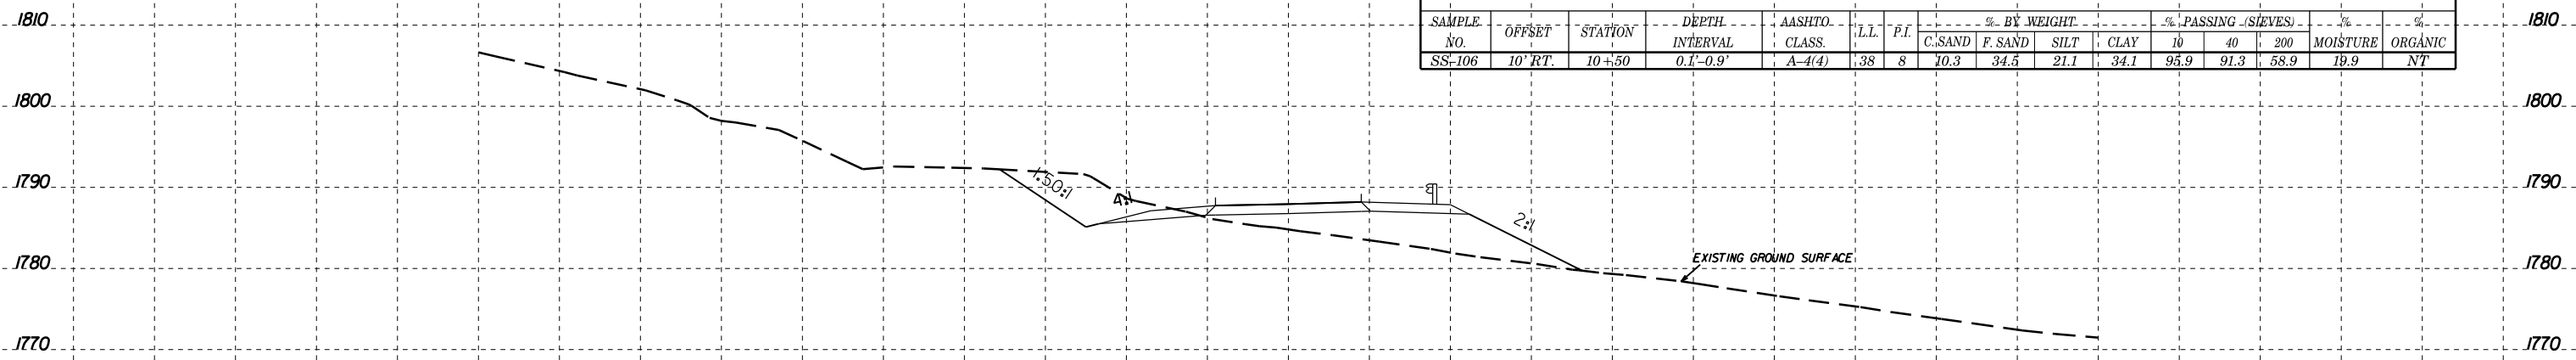 1810 1810
SAMPLE NO. OFFSET STATION DEPTH INTERVAL AASHTO CLASS. L.L. P.I. % BY WEIGHT % PASSING (SIEVES) % MOISTURE % ORGANIC
C. SAND F. SAND SILT CLAY 10 40 200
SS-106 10' RT. 10+50 0.1'-0.9' A-4(4) 38 8 10.3 34.5 21.1 34.1 95.9 91.3 58.9 19.9 NT
1800 1800
1790 1790
1.50:1
4:1
2:1
EXISTING GROUND SURFACE
1780 1780
1770 1770